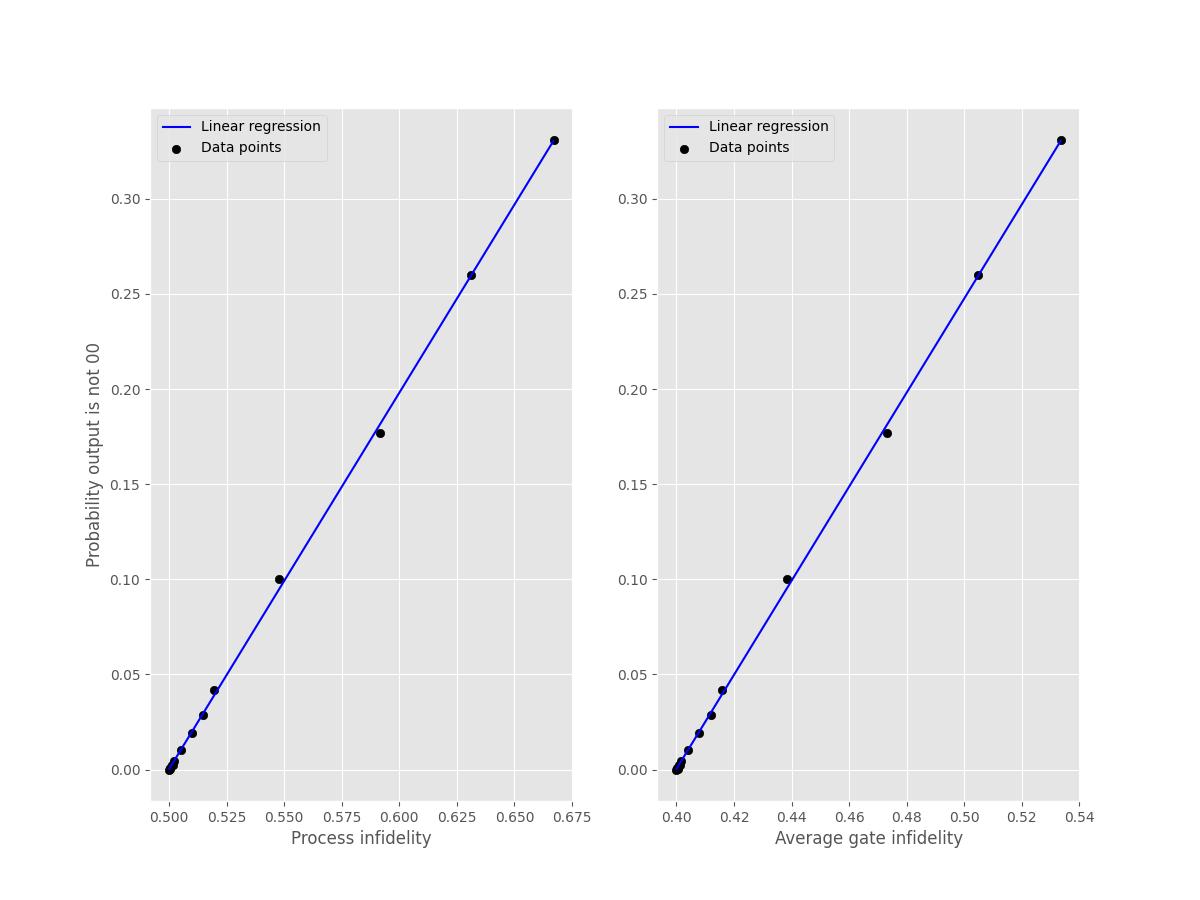 Linear regression
Data points
0.30
0.25
0.20
0.15
0.10
0.05
0.00
Probability output is not 00
0.500 0.525 0.550 0.575 0.600 0.625 0.650 0.675
Process infidelity
Linear regression
Data points
0.30
0.25
0.20
0.15
0.10
0.05
0.00
0.40 0.42 0.44 0.46 0.48 0.50 0.52 0.54
Average gate infidelity